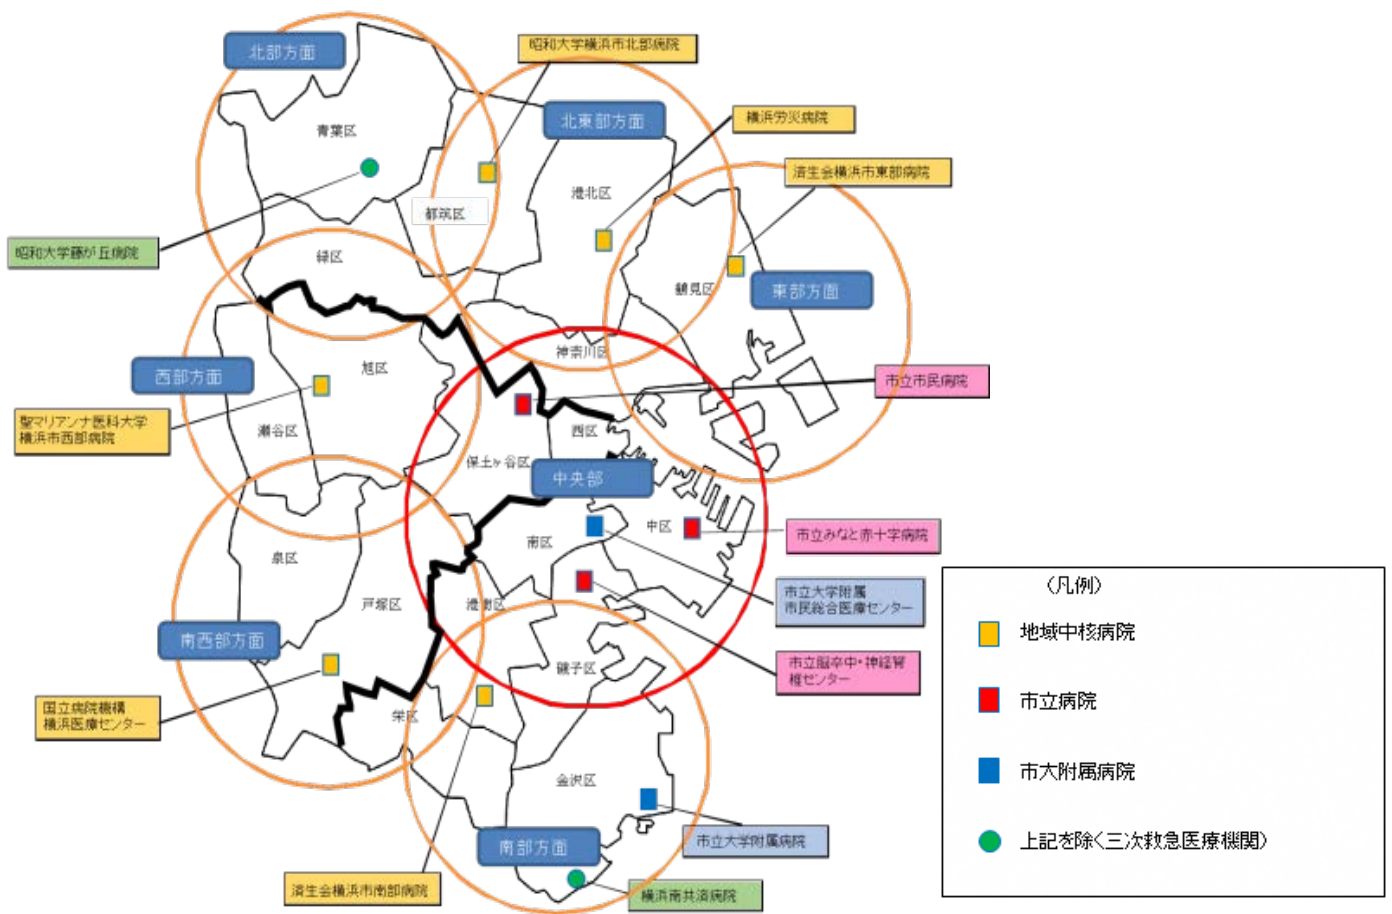 北部方面
昭和大学横浜市北部病院
北東部方面
横浜労災病院
青葉区
済生会横浜市東部病院
港北区
都筑区
昭和大学藤が丘病院
緑区
鶴見区
東部方面
神奈川区
西部方面
旭区
市立市民病院
聖マリアンナ医科大学
横浜市西部病院
瀬谷区
西区
保土ヶ谷区
中央部
中区
市立みなと赤十字病院
南区
泉区
市立大学附属
市民総合医療センター
戸塚区
港南区
南西部方面
磯子区
市立脳卒中・神経脊
椎センター
国立病院機構
横浜医療センター
栄区
金沢区
市立大学附属病院
南部方面
済生会横浜市南部病院
横浜南共済病院
（凡例）
地域中核病院
市立病院
市大附属病院
上記を除く三次救急医療機関）